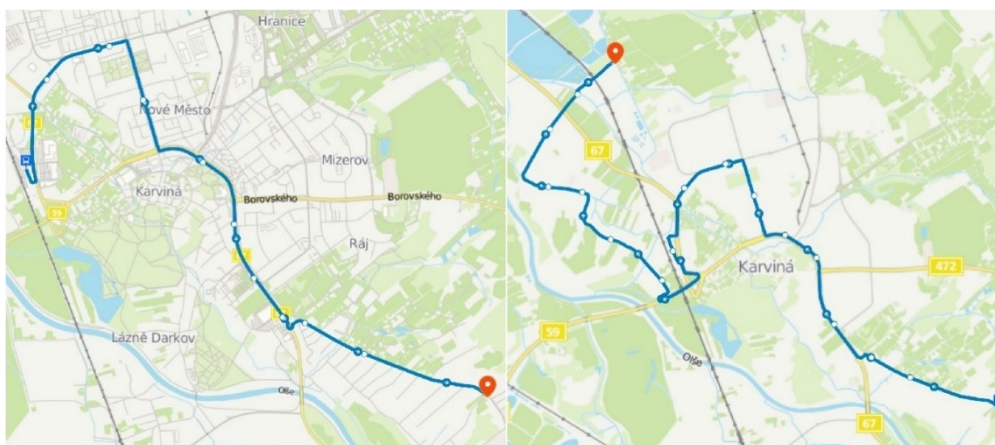 Hranice
Nové Město
Mizerov
Karviná
59
Borovského
Borovského
Ráj
Lázně Darkov
Olše
67
Karviná
472
59
Olše
67